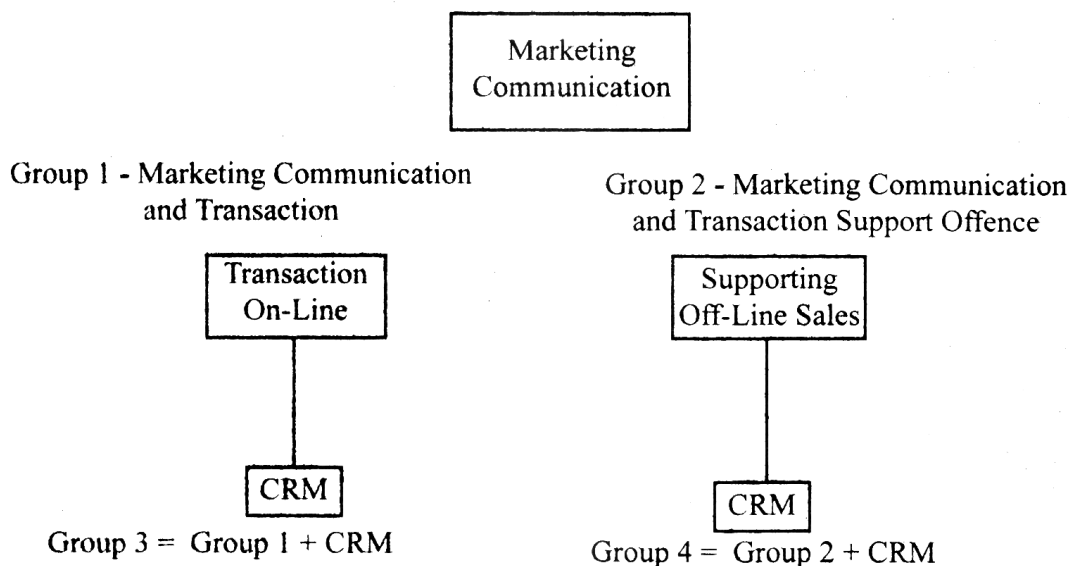 Marketing
Communication
Group 1 - Marketing Communication
and Transaction
Group 2 - Marketing Communication
and Transaction Support Offence
Transaction
On-Line
Supporting
Off-Line Sales
CRM
CRM
Group 3 = Group 1 + CRM
Group 4 = Group 2 + CRM